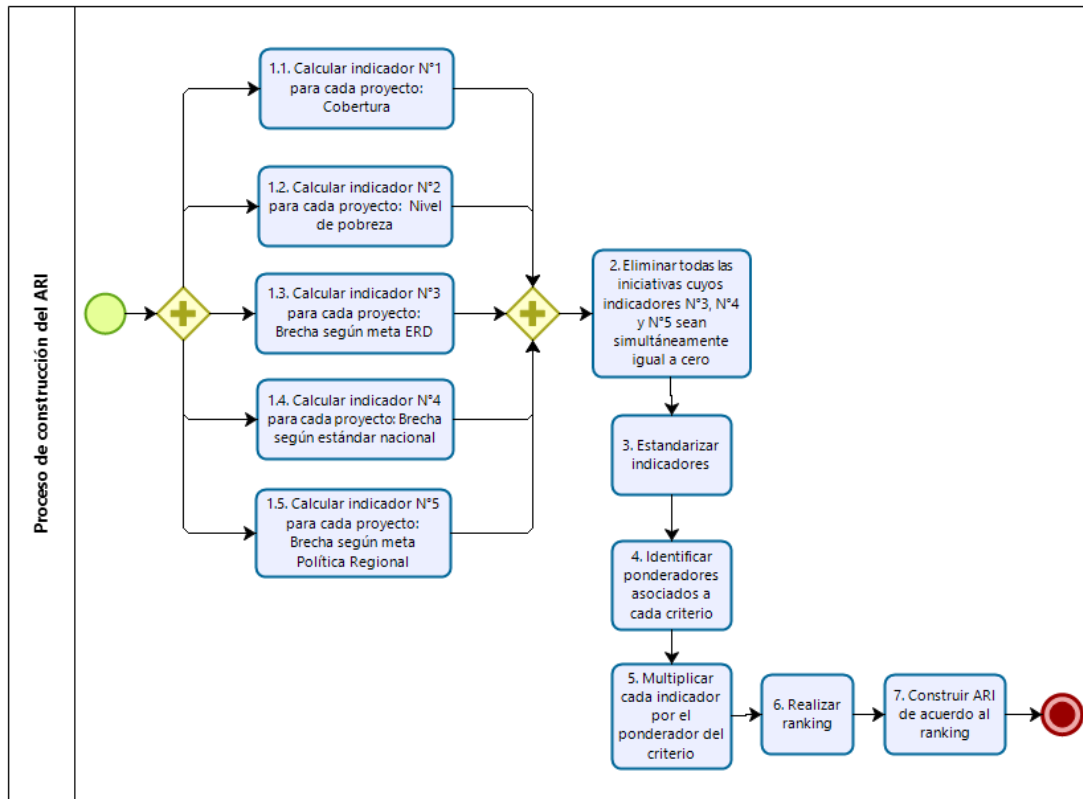 Proceso de construcción del ARI
1.1. Calcular indicador N°1
para cada proyecto:
Cobertura
1.2. Calcular indicador N°2
para cada proyecto: Nivel
de pobreza
1.3. Calcular indicador N°3
para cada proyecto:
Brecha según meta ERD
1.4. Calcular indicador N°4
para cada proyecto: Brecha
según estándar nacional
1.5. Calcular indicador N°5
para cada proyecto:
Brecha según meta
Política Regional
2. Eliminar todas las
iniciativas cuyos
indicadores N°3, N°4
y N°5 sean
simultáneamente
igual a cero
3. Estandarizar
indicadores
4. Identificar
ponderadores
asociados a
cada criterio
5. Multiplicar
cada indicador
por el
ponderador del
criterio
6. Realizar
ranking
7. Construir ARI
de acuerdo al
ranking